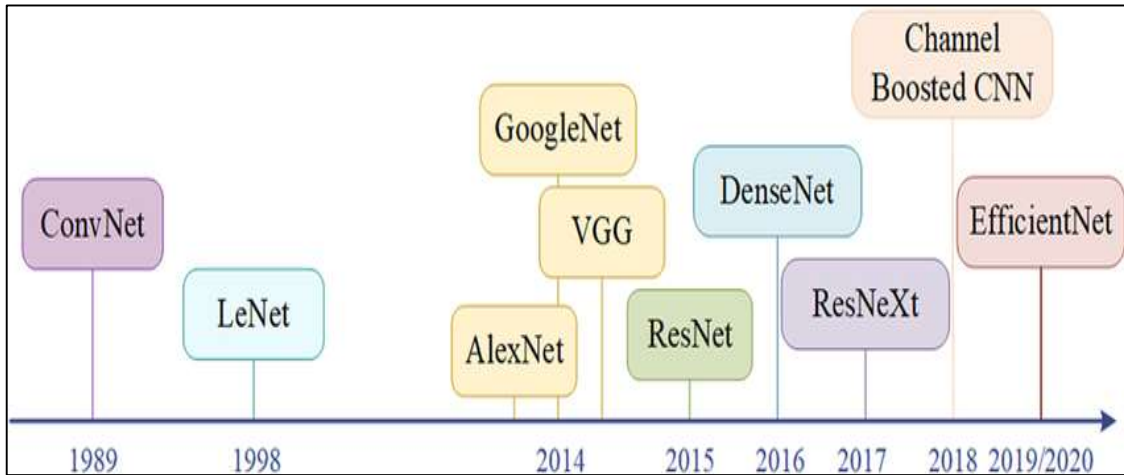 Channel
Boosted CNN
GoogleNet
DenseNet
ConvNet
VGG
EfficientNet
LeNet
ResNeXt
AlexNet
ResNet
1989
1998
2014
2015
2016
2017
2018
2019/2020